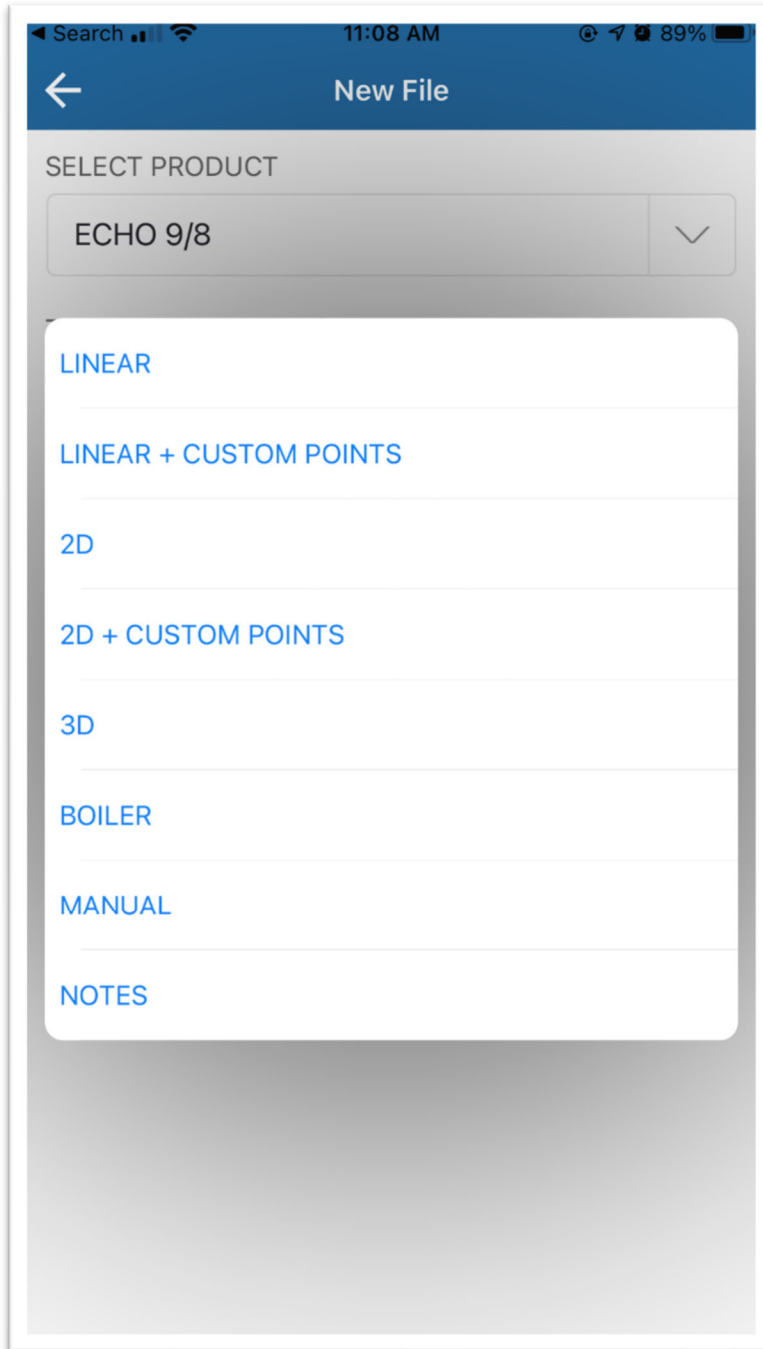 Search 11:08 AM 89%
New File
SELECT PRODUCT
ECHO 9/8
LINEAR
LINEAR + CUSTOM POINTS
2D
2D + CUSTOM POINTS
3D
BOILER
MANUAL
NOTES